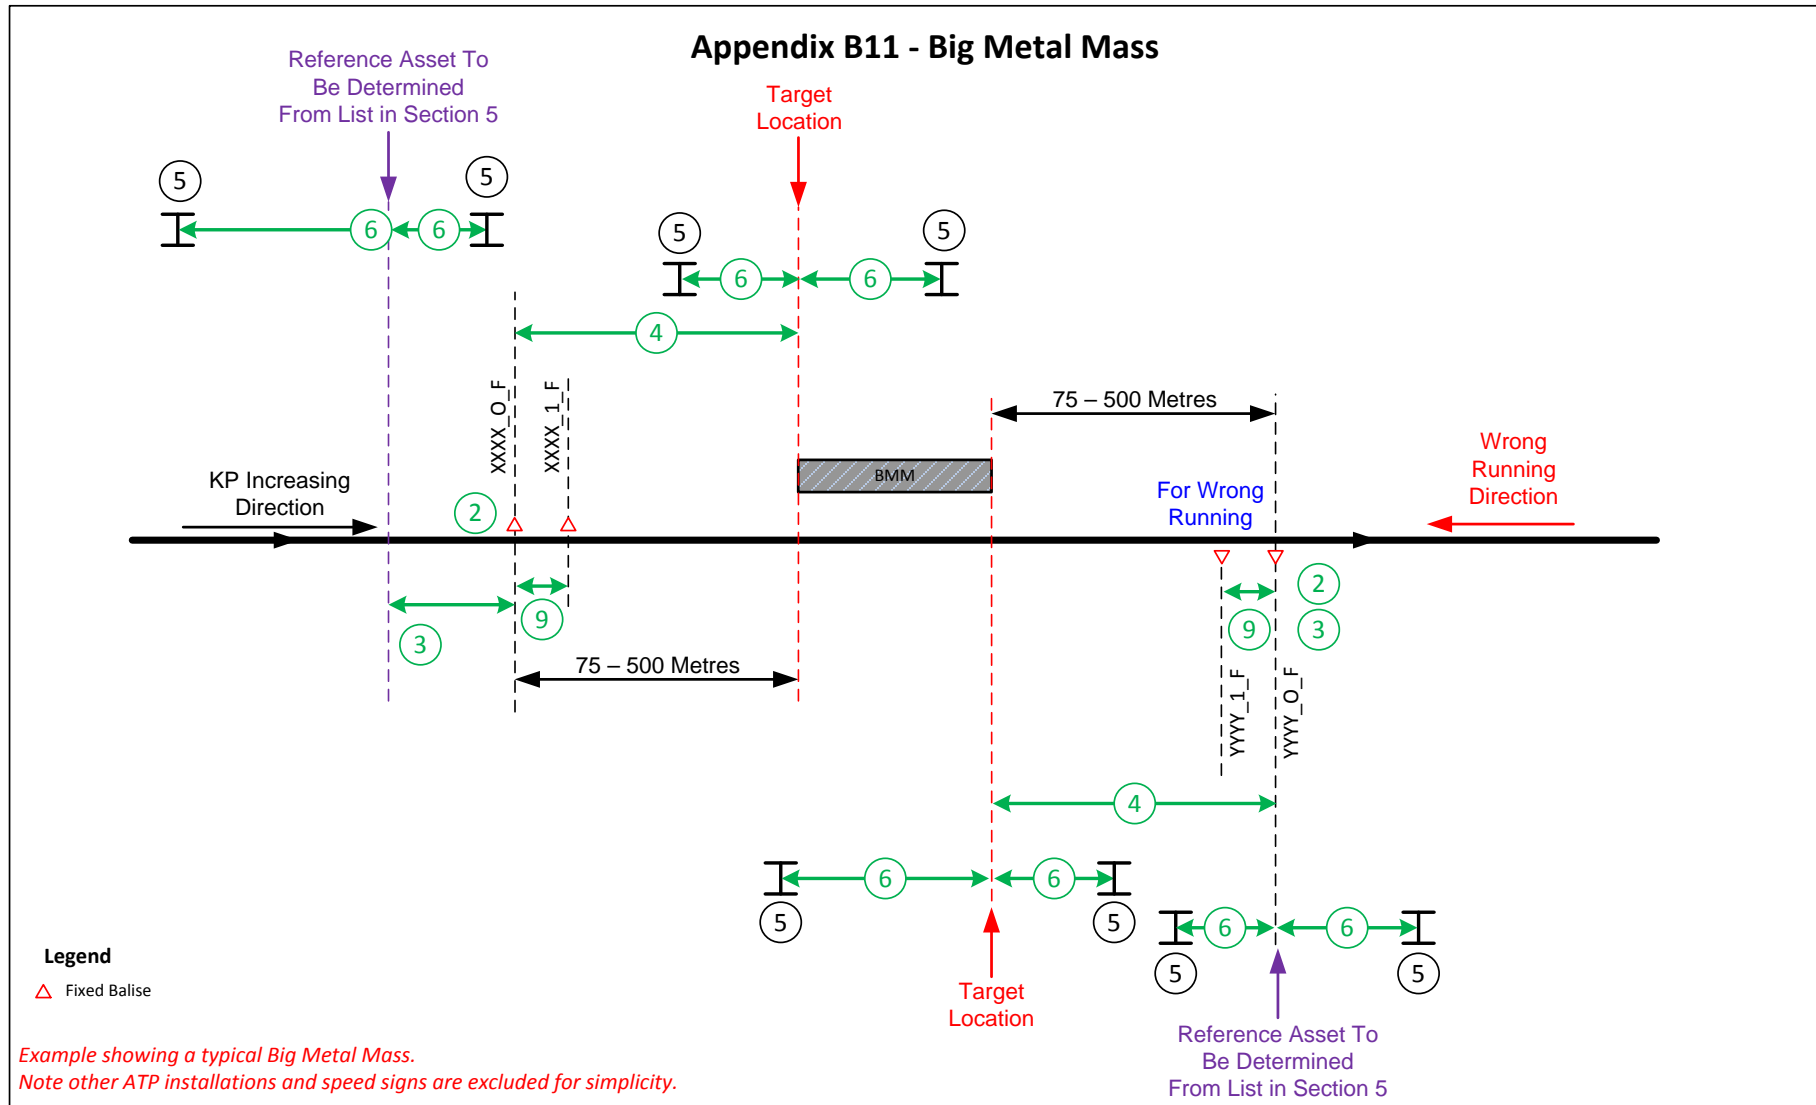 Appendix B11 - Big Metal Mass
Reference Asset To
Be Determined
From List in Section 5
Target
Location
5
5
6
6
5
5
6
6
4
XXXX_O_F
XXXX_1_F
75 – 500 Metres
BMM
KP Increasing
Direction
2
For Wrong
Running
Wrong
Running
Direction
3
9
75 – 500 Metres
9
2
3
YYYY_1_F
YYYY_O_F
4
6
6
5
5
6
6
5
5
Target
Location
Reference Asset To
Be Determined
From List in Section 5
Legend
Fixed Balise
Example showing a typical Big Metal Mass.
Note other ATP installations and speed signs are excluded for simplicity.